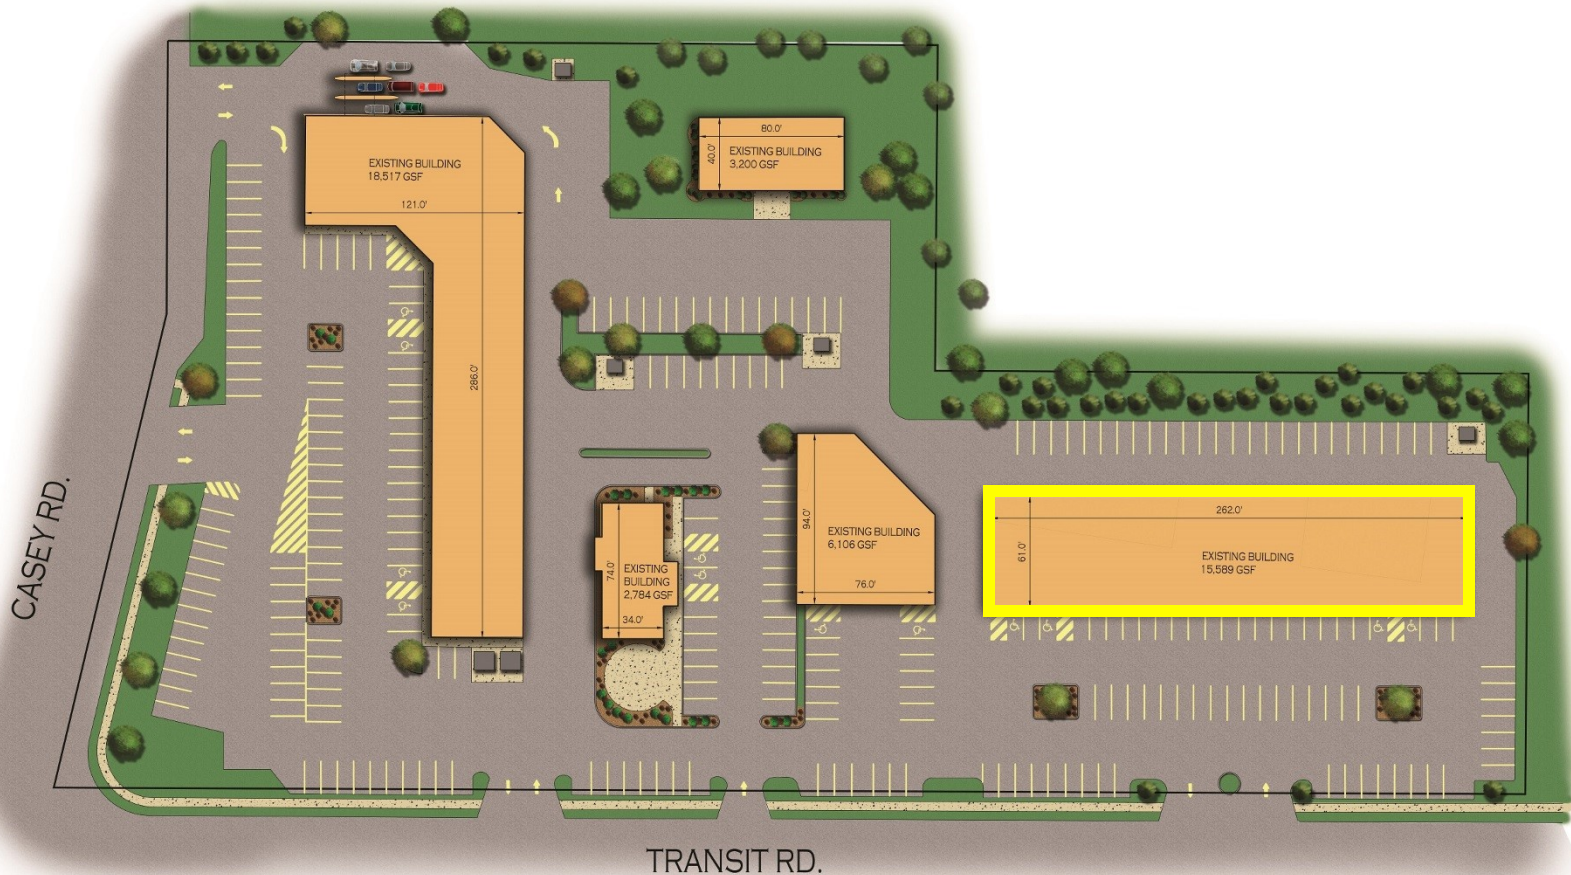 EXISTING BUILDING
18,517 GSF
121.0'
286.0'
80.0'
40.0'
EXISTING BUILDING
3,200 GSF
94.0'
EXISTING BUILDING
6,106 GSF
76.0'
74.0'
EXISTING
BUILDING
2,784 GSF
34.0'
262.0'
61.0'
EXISTING BUILDING
15,589 GSF
CASEY RD.
TRANSIT RD.